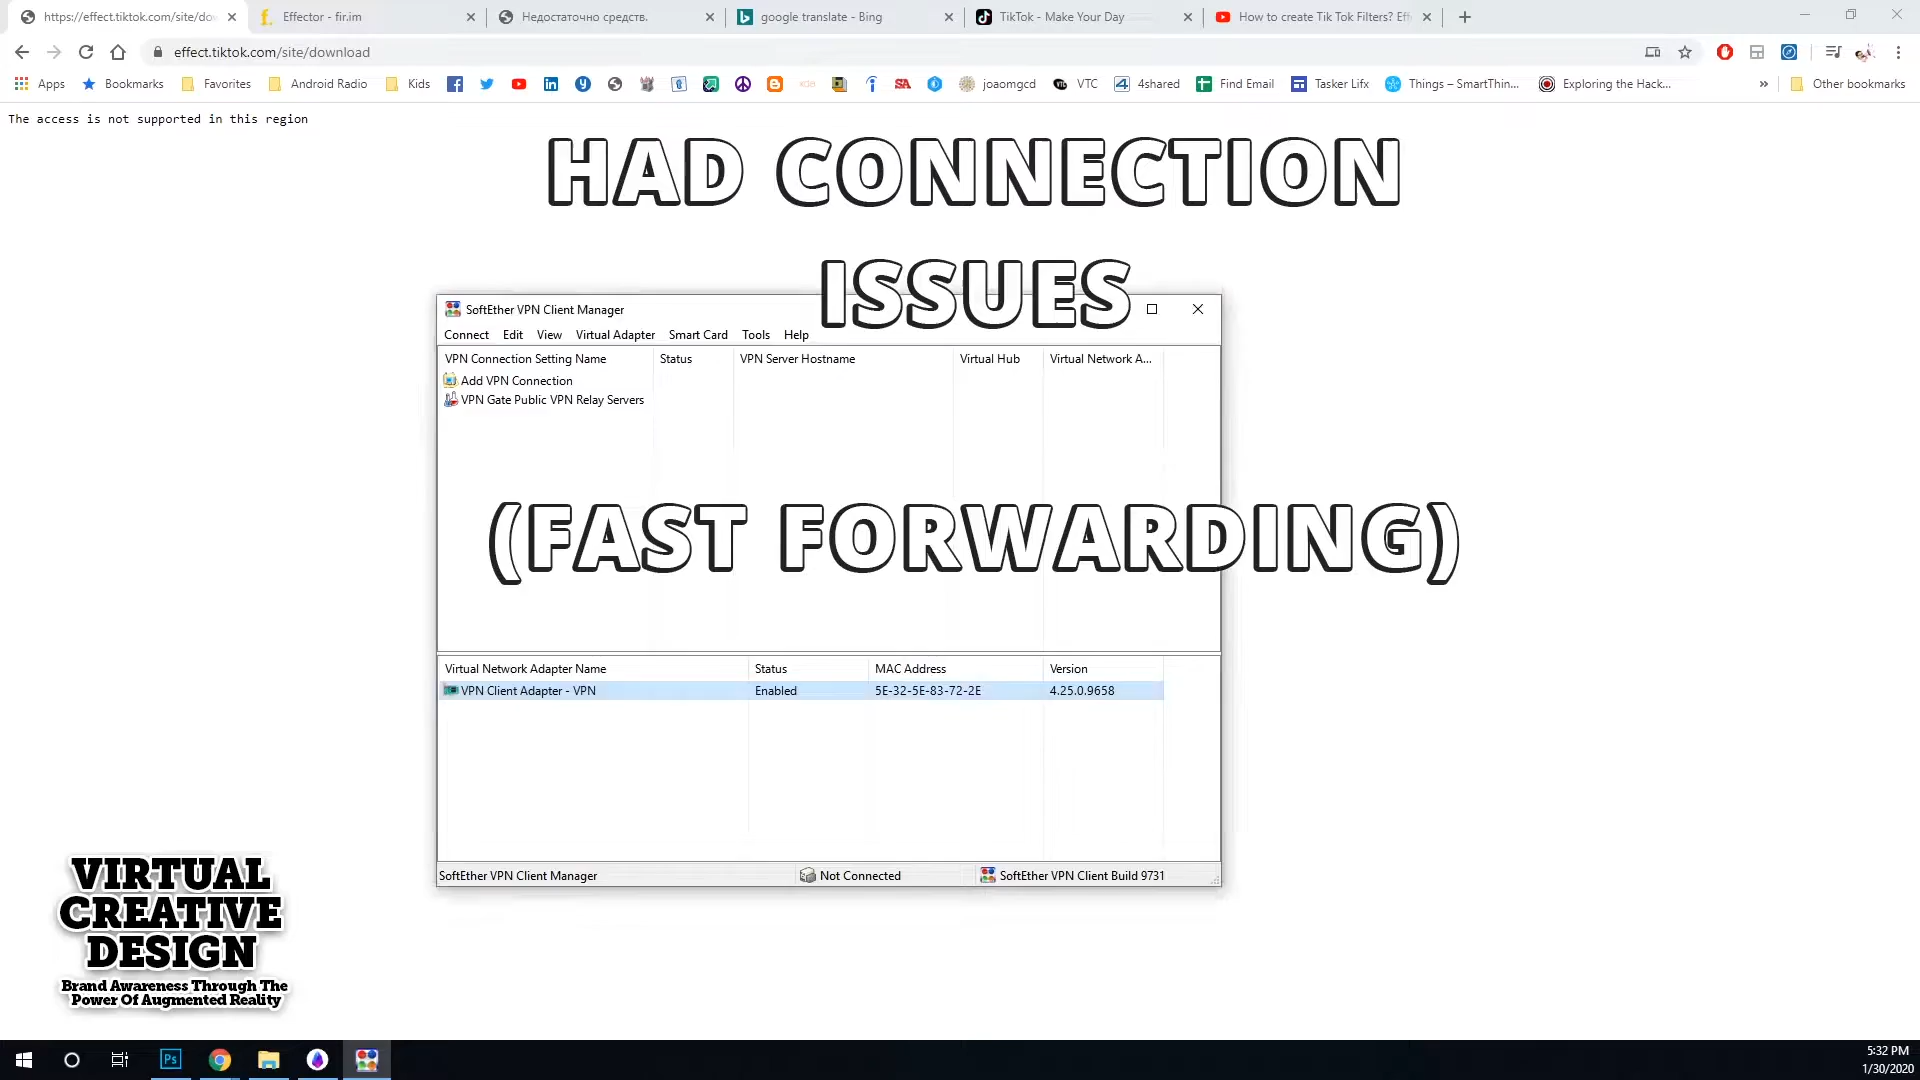 https://effect.tiktok.com/site/do
Effector - fir.im
Недостаточно средств.
google translate - Bing
TikTok - Make Your Day
How to create Tik Tok Filters? Eff
effect.tiktok.com/site/download
Apps
Bookmarks
Favorites
Android Radio
Kids
joaomgcd
VTC
4shared
Find Email
Tasker Lifx
Things – SmartThin...
Exploring the Hack...
»
Other bookmarks
The access is not supported in this region
HAD CONNECTION
ISSUES
SoftEther VPN Client Manager
Connect Edit View Virtual Adapter Smart Card Tools Help
VPN Connection Setting Name Status VPN Server Hostname Virtual Hub Virtual Network A...
Add VPN Connection
VPN Gate Public VPN Relay Servers
(FAST FORWARDING)
Virtual Network Adapter Name Status MAC Address Version
VPN Client Adapter - VPN Enabled 5E-32-5E-83-72-2E 4.25.0.9658
SoftEther VPN Client Manager Not Connected SoftEther VPN Client Build 9731
VIRTUAL
CREATIVE
DESIGN
Brand Awareness Through The
Power Of Augmented Reality
Ps
5:32 PM
1/30/2020